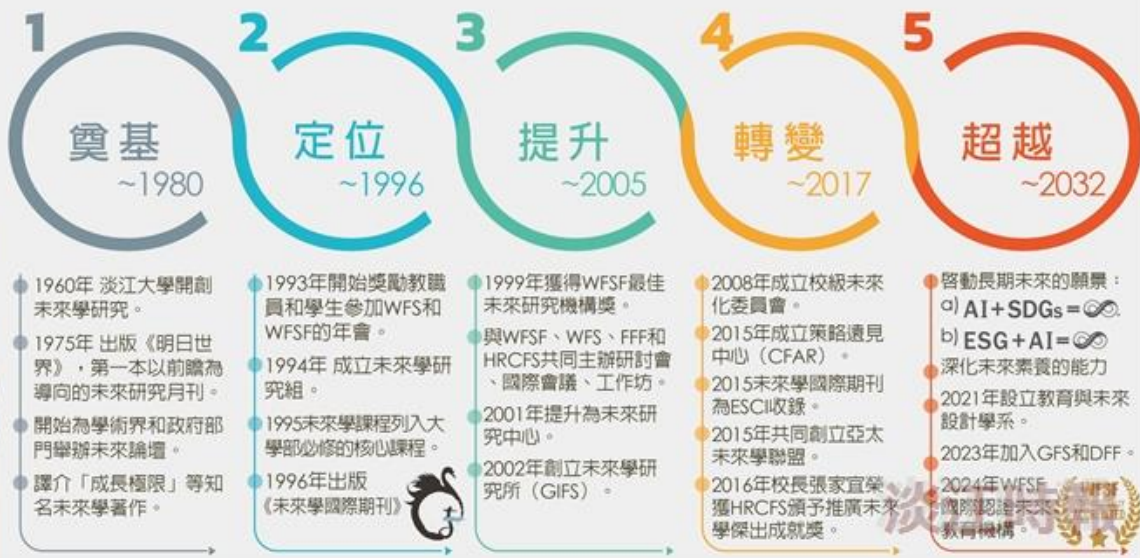 1
奠基
~1980
1960年 淡江大學開創
未來學研究。
1975年 出版《明日世
界》，第一本以前瞻為
導向的未來研究月刊。
開始為學術界和政府部
門舉辦未來論壇。
譯介「成長極限」等知
名未來學著作。
2
定位
~1996
1993年開始獎勵教職
員和學生參加WFS和
WFSF的年會。
1994年 成立未來學研
究組。
1995未來學課程列入大
學部必修的核心課程。
1996年出版
《未來學國際期刊》
3
提升
~2005
1999年獲得WFSF最佳
未來研究機構獎。
與WFSF、WFS、FFF和
HRCFS共同主辦研討會
、國際會議、工作坊。
2001年提升為未來研
究中心。
2002年創立未來學研
究所（GIFS）。
4
轉變
~2017
2008年成立校級未來
化委員會。
2015年成立策略遠見
中心（CFAR）。
2015未來學國際期刊
為ESCI收錄。
2015年共同創立亞太
未來學聯盟。
2016年校長張家宜榮
獲HRCFS頒予推廣未來
學傑出成就獎。
5
超越
~2032
啓動長期未來的願景：
a) AI+SDGs=∞.
b) ESG+AI=∞
深化未來素養的能力
2021年設立教育與未來
設計學系。
2023年加入GFS和DFF。
2024年WFSF
國際認證未來
教育機構。
淡江時報